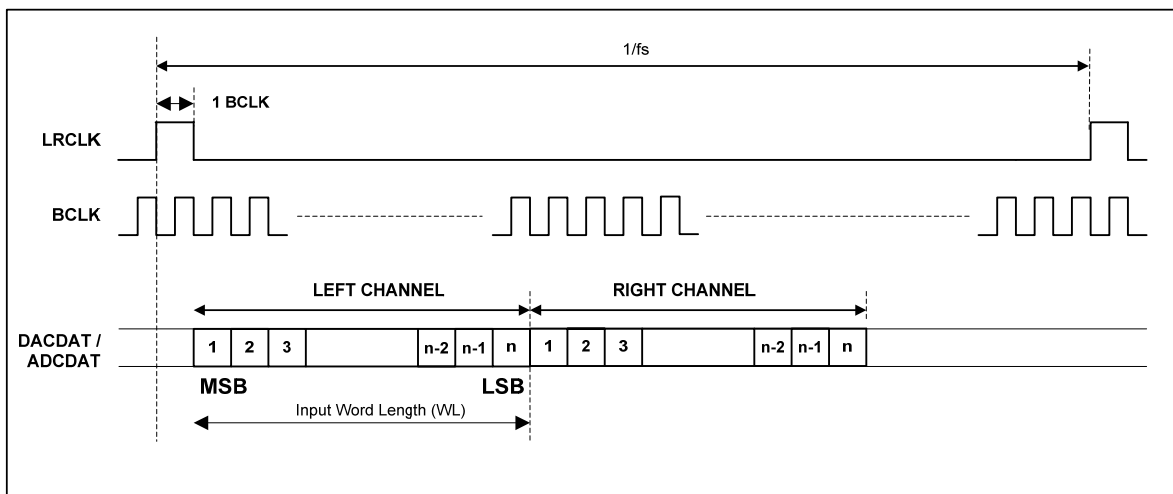 1/fs
1 BCLK
LRCLK
BCLK
LEFT CHANNEL RIGHT CHANNEL
DACDAT /
ADCDAT
1 2 3 n-2 n-1 n 1 2 3 n-2 n-1 n
MSB LSB
Input Word Length (WL)